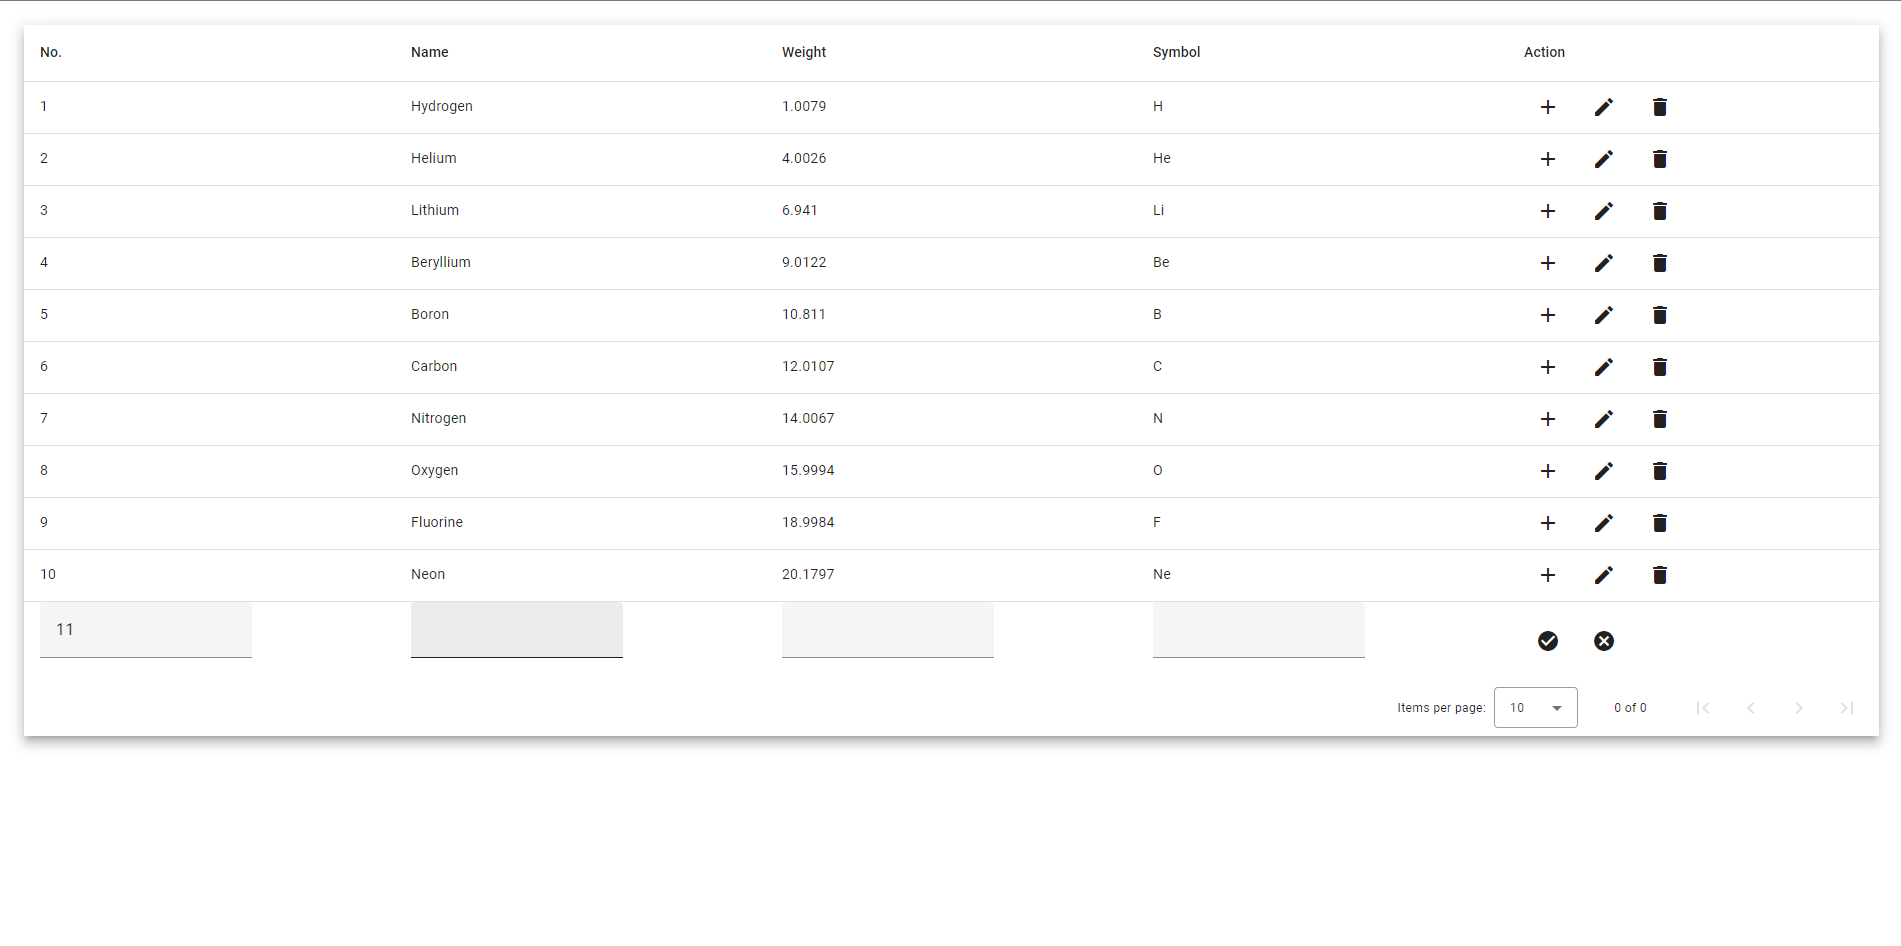 No. Name Weight Symbol Action
1 Hydrogen 1.0079 H
2 Helium 4.0026 He
3 Lithium 6.941 Li
4 Beryllium 9.0122 Be
5 Boron 10.811 B
6 Carbon 12.0107 C
7 Nitrogen 14.0067 N
8 Oxygen 15.9994 O
9 Fluorine 18.9984 F
10 Neon 20.1797 Ne
11
Items per page: 10 0 of 0